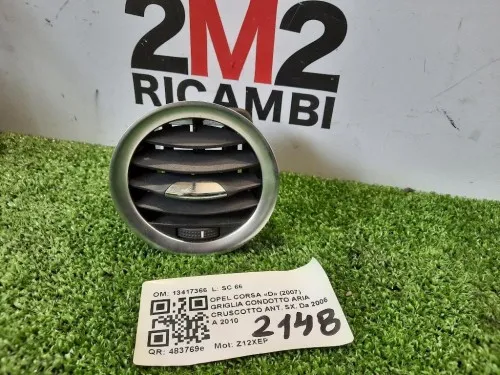 2M2
RICAMBI
OM: 13417366 L: SC 66
OPEL CORSA «D» (2007)
GRIGLIA CONDOTTO ARIA
CRUSCOTTO ANT. SX. Da 2006
A 2010
2148
QR: 483769e Mot: Z12XEP